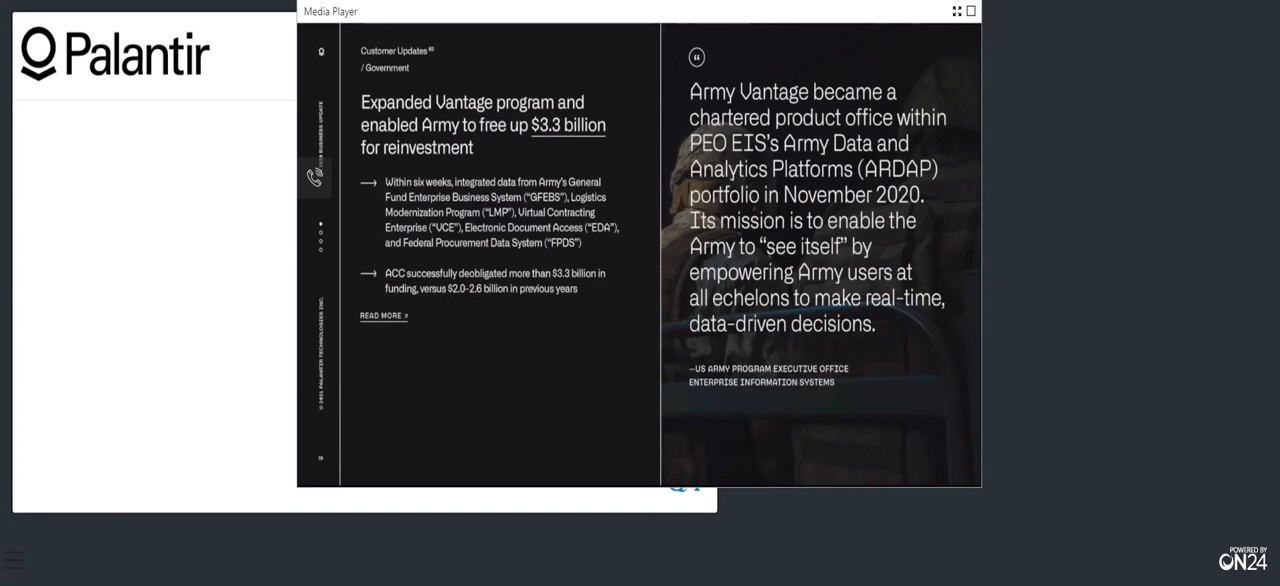 Palantir
Media Player
Customer Updates
/ Government
Expanded Vantage program and
enabled Army to free up $3.3 billion
for reinvestment
→ Within six weeks, integrated data from Army's General
Fund Enterprise Business System ("GFEBS"), Logistics
Modernization Program ("LMP"), Virtual Contracting
Enterprise ("VCE"), Electronic Document Access ("EDA"),
and Federal Procurement Data System ("FPDS")
→ ACC successfully deobligated more than $3.3 billion in
funding, versus $2.0-2.6 billion in previous years
READ MORE ↗
BUSINESS UPDATE
© 2021 PALANTIR TECHNOLOGIES INC.
“
Army Vantage became a
chartered product office within
PEO EIS's Army Data and
Analytics Platforms (ARDAP)
portfolio in November 2020.
Its mission is to enable the
Army to “see itself” by
empowering Army users at
all echelons to make real-time,
data-driven decisions.
—US ARMY PROGRAM EXECUTIVE OFFICE
ENTERPRISE INFORMATION SYSTEMS
POWERED BY
ON24